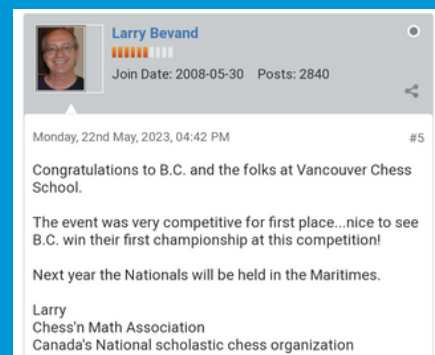 Larry Bevand
Join Date: 2008-05-30 Posts: 2840
Monday, 22nd May, 2023, 04:42 PM #5
Congratulations to B.C. and the folks at Vancouver Chess
School.
The event was very competitive for first place...nice to see
B.C. win their first championship at this competition!
Next year the Nationals will be held in the Maritimes.
Larry
Chess'n Math Association
Canada's National scholastic chess organization